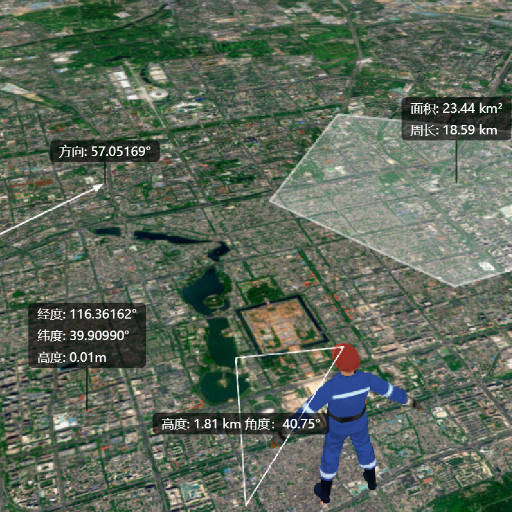 面积: 23.44 km²
周长: 18.59 km
方向: 57.05169°
经度: 116.36162°
纬度: 39.90990°
高度: 0.01m
高度: 1.81 km 角度： 40.75°